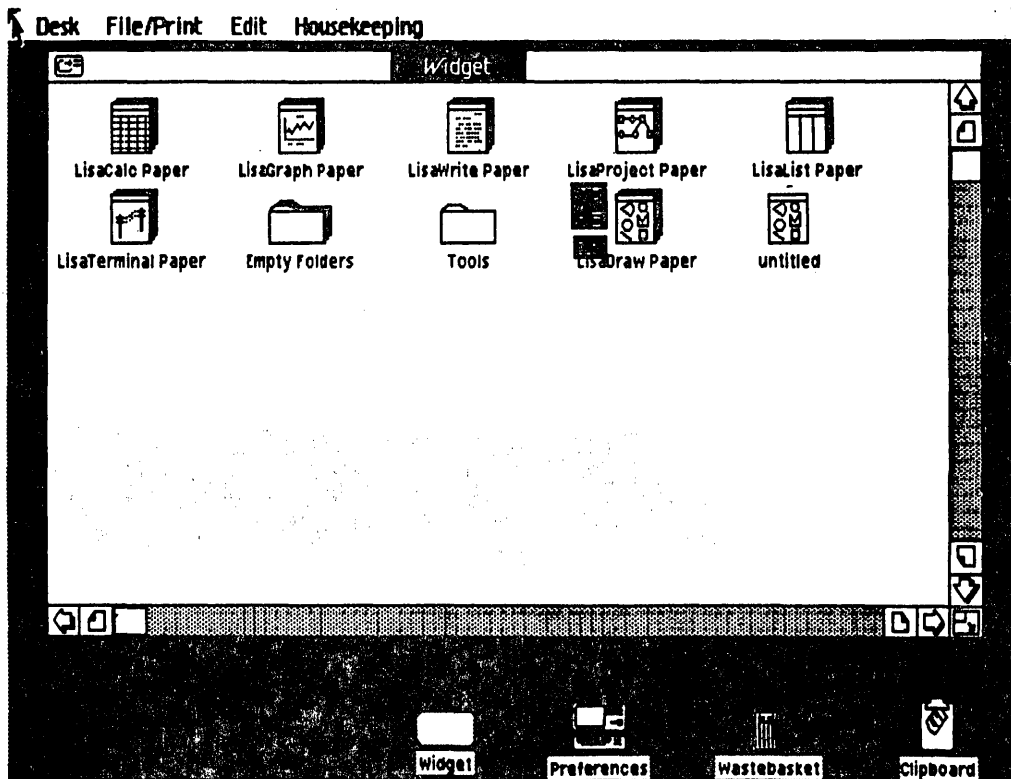 Desk File/Print Edit Housekeeping
Widget
LisaCalc Paper LisaGraph Paper LisaWrite Paper LisaProject Paper LisaList Paper
LisaTerminal Paper Empty Folders Tools LisaDraw Paper untitled
Widget Preferences Wastebasket Clipboard